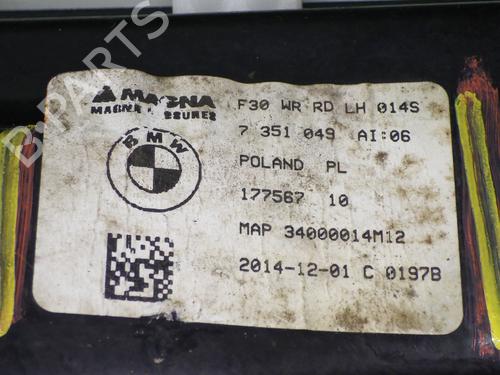 MAGNA
MAGNA
BMW
F30 WR RD LH 014S
7 351 049 AI:06
POLAND PL
177567 10
MAP 34000014M12
2014-12-01 C 0197B